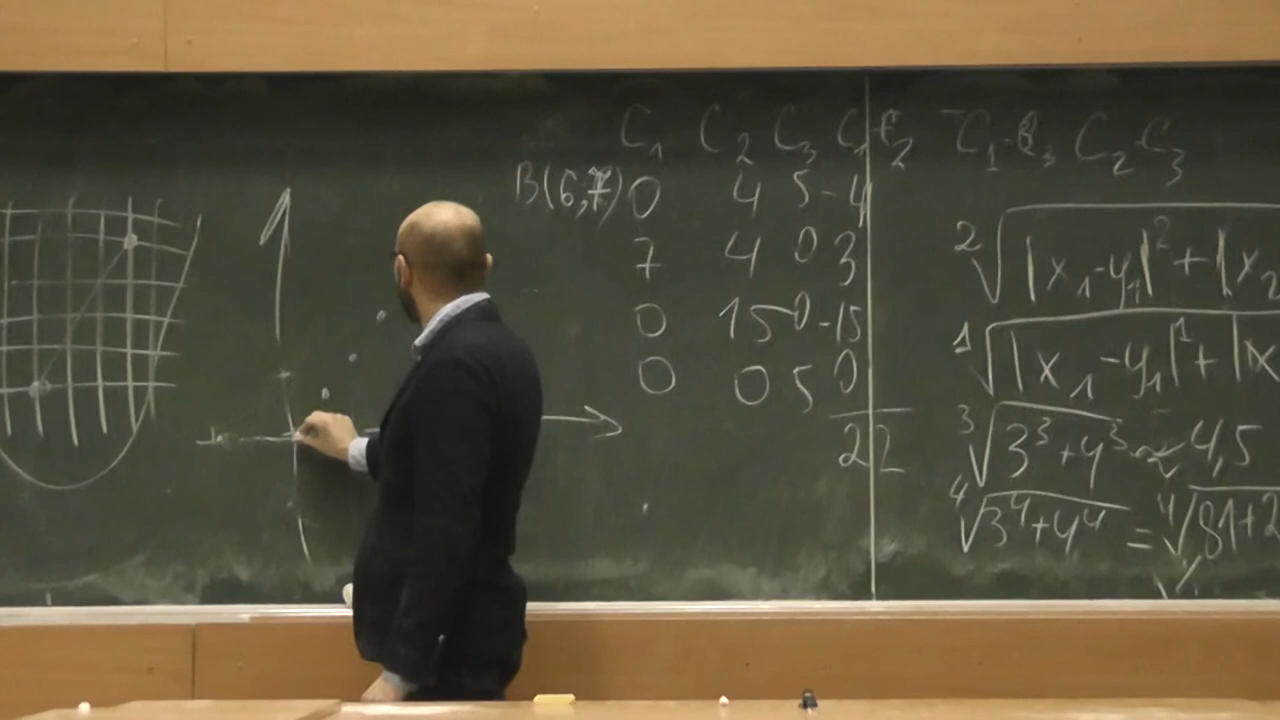 C₁ C₂ C₃ C₁-C₂ C₁-C₃ C₂-C₃
B(6,7) 0 4 5 -4
7 4 0 3
0 15 0 -15
0 0 5 0
22
²√|x₁-y₁|²+|x₂
¹√|x₁-y₁|¹+|x
³√3³+4³ ≈ 4,5
⁴√3⁴+4⁴ = ⁴√81+2